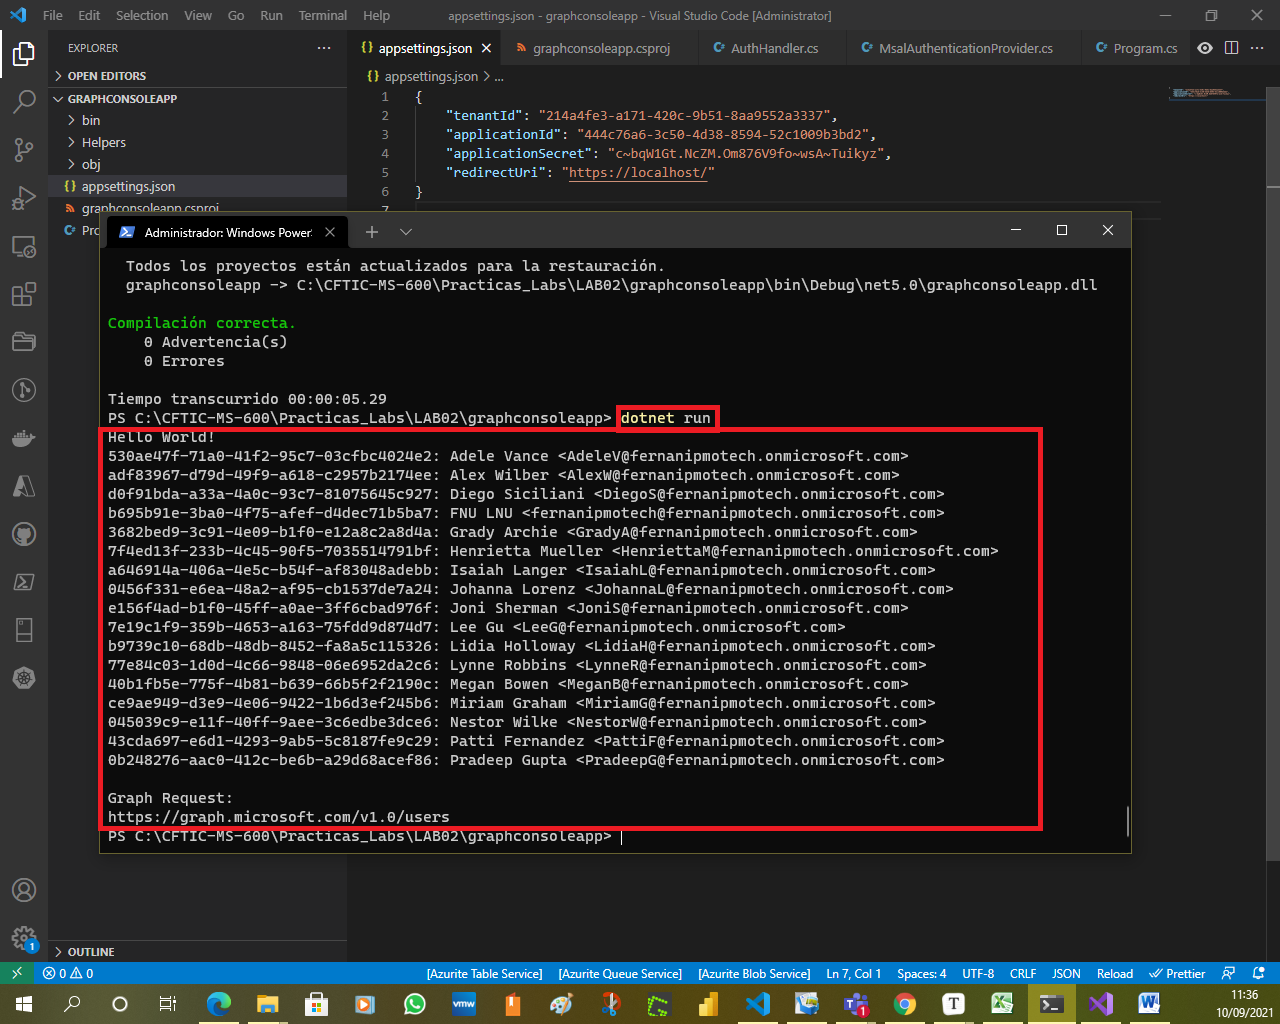 File Edit Selection View Go Run Terminal Help
appsettings.json - graphconsoleapp - Visual Studio Code [Administrator]
EXPLORER
OPEN EDITORS
GRAPHCONSOLEAPP
bin
Helpers
obj
appsettings.json
graphconsoleapp.csproj
Pro
OUTLINE
appsettings.json
graphconsoleapp.csproj
AuthHandler.cs
MsalAuthenticationProvider.cs
Program.cs
appsettings.json > ...
1 {
2 "tenantId": "214a4fe3-a171-420c-9b51-8aa9552a3337",
3 "applicationId": "444c76a6-3c50-4d38-8594-52c1009b3bd2",
4 "applicationSecret": "c~bqW1Gt.NcZM.Om876V9fo~wsA~Tuikyz",
5 "redirectUri": "https://localhost/"
6 }
7
Administrador: Windows PowerS
Todos los proyectos están actualizados para la restauración.
graphconsoleapp -> C:\CFTIC-MS-600\Practicas_Labs\LAB02\graphconsoleapp\bin\Debug\net5.0\graphconsoleapp.dll
Compilación correcta.
0 Advertencia(s)
0 Errores
Tiempo transcurrido 00:00:05.29
PS C:\CFTIC-MS-600\Practicas_Labs\LAB02\graphconsoleapp> dotnet run
Hello World!
530ae47f-71a0-41f2-95c7-03cfbc4024e2: Adele Vance <AdeleV@fernanipmotech.onmicrosoft.com>
adf83967-d79d-49f9-a618-c2957b2174ee: Alex Wilber <AlexW@fernanipmotech.onmicrosoft.com>
d0f91bda-a33a-4a0c-93c7-81075645c927: Diego Siciliani <DiegoS@fernanipmotech.onmicrosoft.com>
b695b91e-3ba0-4f75-afef-d4dec71b5ba7: FNU LNU <fernanipmotech@fernanipmotech.onmicrosoft.com>
3682bed9-3c91-4e09-b1f0-e12a8c2a8d4a: Grady Archie <GradyA@fernanipmotech.onmicrosoft.com>
7f4ed13f-233b-4c45-90f5-7035514791bf: Henrietta Mueller <HenriettaM@fernanipmotech.onmicrosoft.com>
a646914a-406a-4e5c-b54f-af83048adebb: Isaiah Langer <IsaiahL@fernanipmotech.onmicrosoft.com>
0456f331-e6ea-48a2-af95-cb1537de7a24: Johanna Lorenz <JohannaL@fernanipmotech.onmicrosoft.com>
e156f4ad-b1f0-45ff-a0ae-3ff6cbad976f: Joni Sherman <JoniS@fernanipmotech.onmicrosoft.com>
7e19c1f9-359b-4653-a163-75fdd9d874d7: Lee Gu <LeeG@fernanipmotech.onmicrosoft.com>
b9739c10-68db-48db-8452-fa8a5c115326: Lidia Holloway <LidiaH@fernanipmotech.onmicrosoft.com>
77e84c03-1d0d-4c66-9848-06e6952da2c6: Lynne Robbins <LynneR@fernanipmotech.onmicrosoft.com>
40b1fb5e-775f-4b81-b639-66b5f2f2190c: Megan Bowen <MeganB@fernanipmotech.onmicrosoft.com>
ce9ae949-d3e9-4e06-9422-1b6d3ef245b6: Miriam Graham <MiriamG@fernanipmotech.onmicrosoft.com>
045039c9-e11f-40ff-9aee-3c6edbe3dce6: Nestor Wilke <NestorW@fernanipmotech.onmicrosoft.com>
43cda697-e6d1-4293-9ab5-5c8187fe9c29: Patti Fernandez <PattiF@fernanipmotech.onmicrosoft.com>
0b248276-aac0-412c-be6b-a29d68acef86: Pradeep Gupta <PradeepG@fernanipmotech.onmicrosoft.com>
Graph Request:
https://graph.microsoft.com/v1.0/users
PS C:\CFTIC-MS-600\Practicas_Labs\LAB02\graphconsoleapp>
1
0 0 [Azurite Table Service] [Azurite Queue Service] [Azurite Blob Service] Ln 7, Col 1 Spaces: 4 UTF-8 CRLF JSON Reload Prettier
vmw
1
T
11:36
10/09/2021